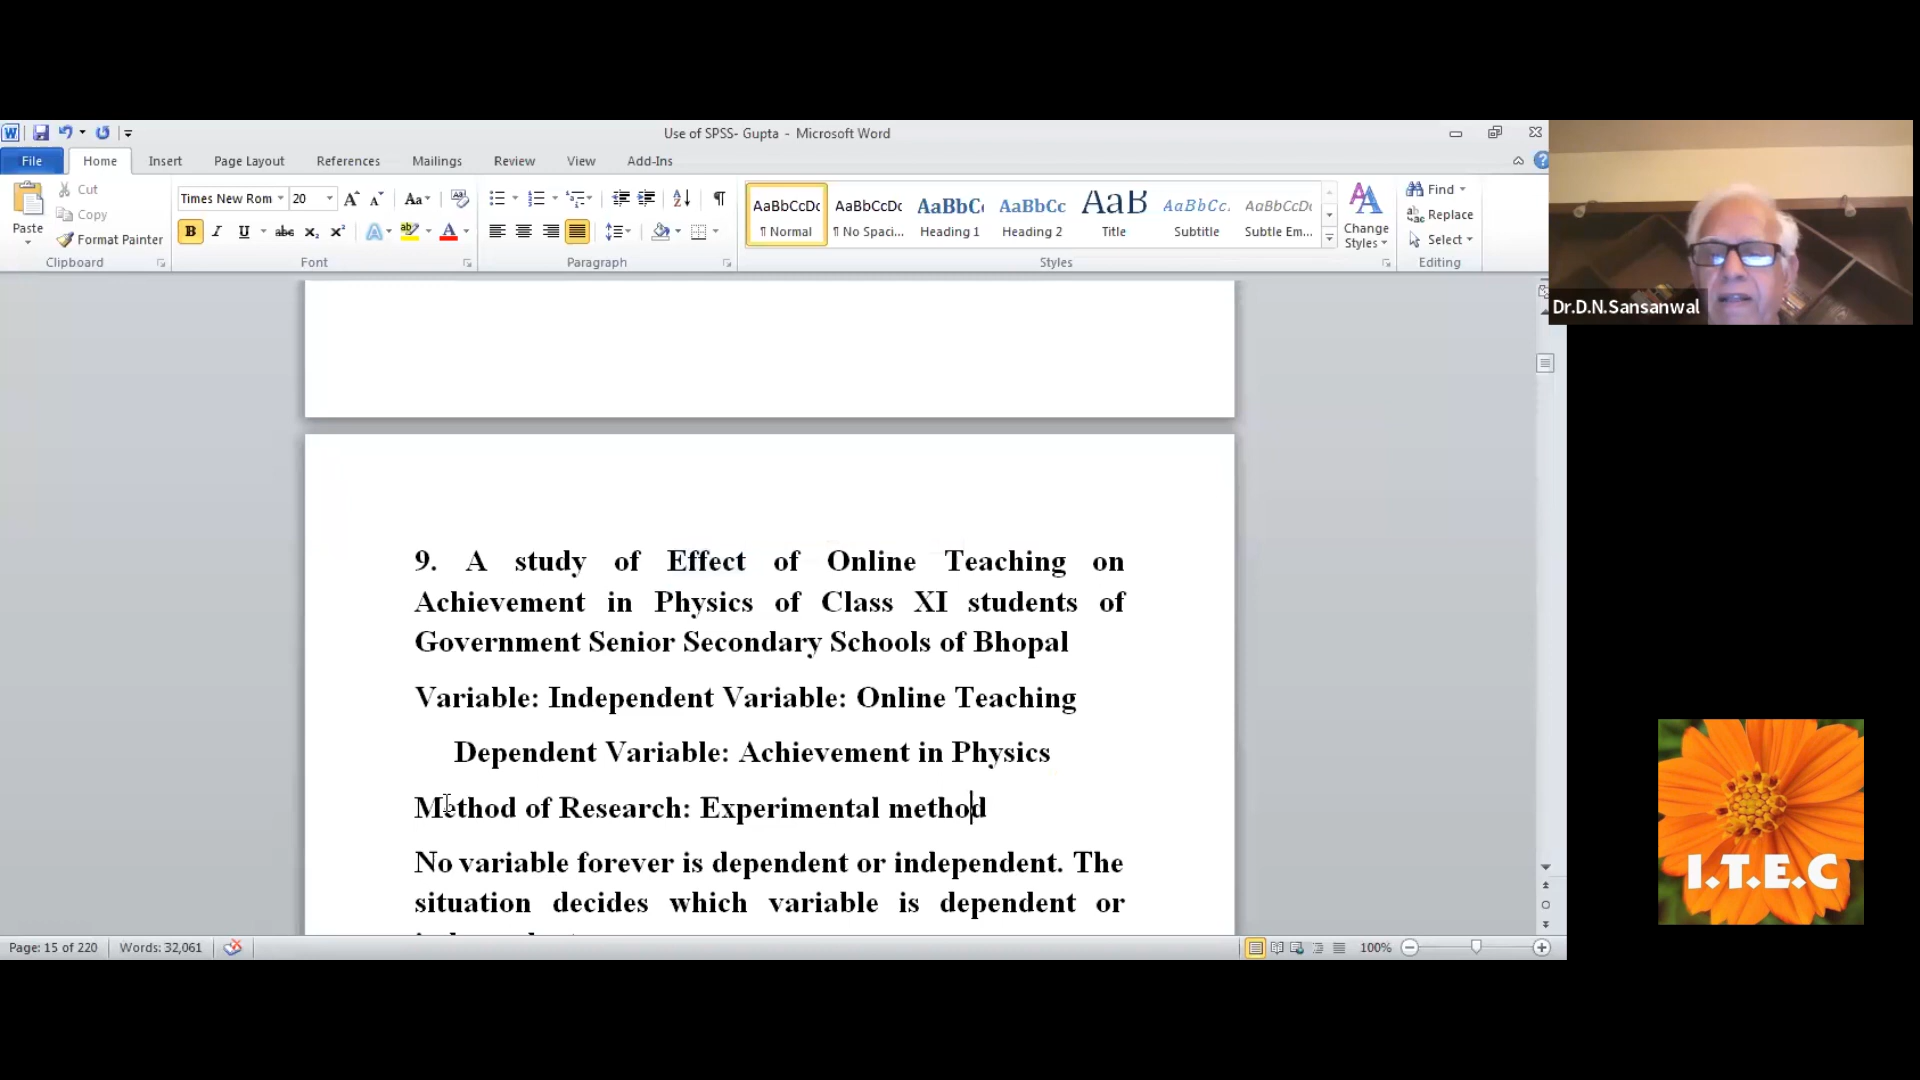 Use of SPSS- Gupta - Microsoft Word
File Home Insert Page Layout References Mailings Review View Add-Ins
Paste
Cut
Copy
Format Painter
Clipboard
Times New Rom 20
Font
Paragraph
AaBbCcDc AaBbCcDc AaBbC AaBbCc AaB AaBbCc. AaBbCcDc
¶ Normal ¶ No Spaci... Heading 1 Heading 2 Title Subtitle Subtle Em...
Change Styles
Styles
Find
Replace
Select
Editing
Dr.D.N.Sansanwal
9. A study of Effect of Online Teaching on
Achievement in Physics of Class XI students of
Government Senior Secondary Schools of Bhopal
Variable: Independent Variable: Online Teaching
Dependent Variable: Achievement in Physics
Method of Research: Experimental method
No variable forever is dependent or independent. The
situation decides which variable is dependent or
I.T.E.C
Page: 15 of 220 Words: 32,061 100%